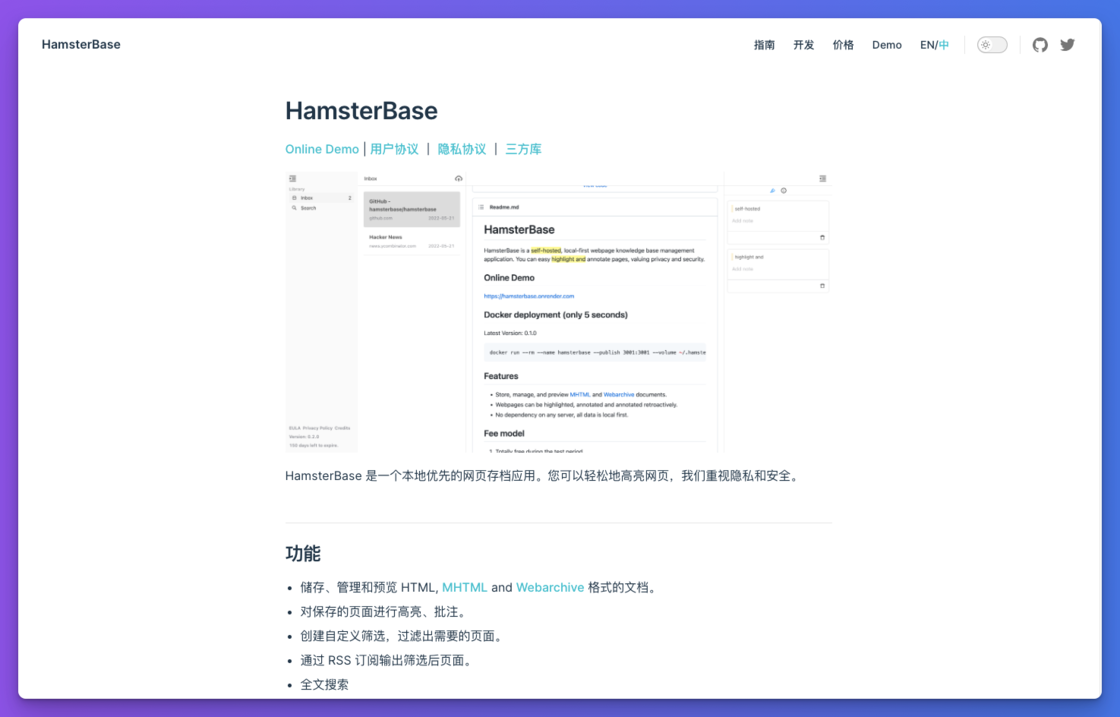 HamsterBase
指南 开发 价格 Demo EN/中
HamsterBase
Online Demo | 用户协议 | 隐私协议 | 三方库
Library
Inbox 2
Search
EULA Privacy Policy Credits
Version: 0.2.9
Inbox
GitHub -
hamsterbase/hamsterbase
github.com 2022-05-21
Hacker News
news.ycombinator.com 2022-05-21
Readme.md
HamsterBase
HamsterBase is a self-hosted, local-first webpage knowledge base management
application. You can easy highlight and annotate pages, valuing privacy and security.
Online Demo
https://hamsterbase.onrender.com
Docker deployment (only 5 seconds)
Latest Version: 0.1.0
docker run --rm --name hamsterbase --publish 3001:3001 --volume ~/.hamste
Features
• Store, manage, and preview MHTML and Webarchive documents.
• Webpages can be highlighted, annotated and annotated retroactively.
• No dependency on any server, all data is local first.
Fee model
1. Totally free during the test period
self-hosted
Add note
highlight and
Add note
HamsterBase 是一个本地优先的网页存档应用。您可以轻松地高亮网页，我们重视隐私和安全。
功能
• 储存、管理和预览 HTML, MHTML and Webarchive 格式的文档。
• 对保存的页面进行高亮、批注。
• 创建自定义筛选，过滤出需要的页面。
• 通过 RSS 订阅输出筛选后页面。
• 全文搜索